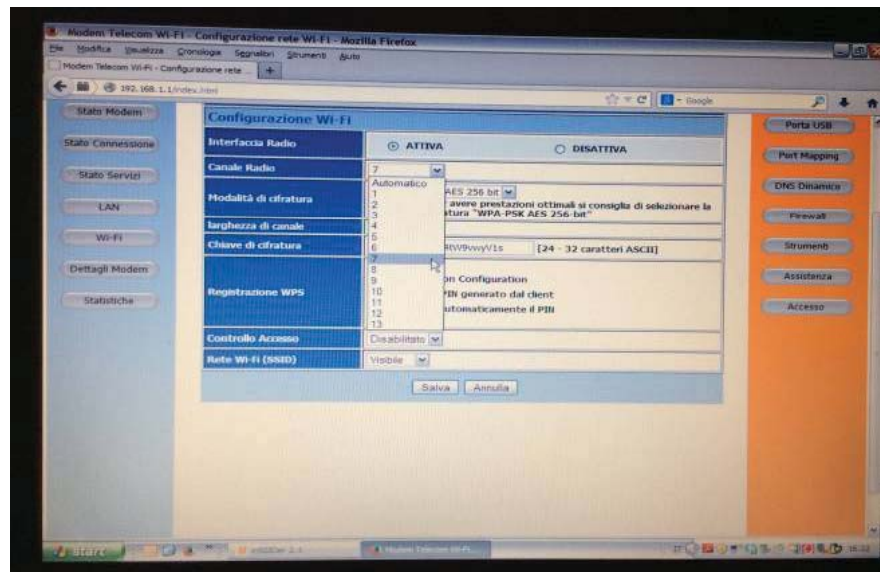 Modem Telecom Wi-Fi - Configurazione rete Wi-Fi - Mozilla Firefox
File Modifica Visualizza Cronologia Segnalibri Strumenti Aiuto
Modem Telecom Wi-Fi - Configurazione rete ... +
192.168.1.1/index.html
Google
Stato Modem
Stato Connessione
Stato Servizi
LAN
Wi-Fi
Dettagli Modem
Statistiche
Configurazione Wi-Fi
Interfaccia Radio
ATTIVA DISATTIVA
Canale Radio
7
Automatico
1
2
3
4
5
6
7
8
9
10
11
12
13
Modalità di cifratura
AES 256 bit
avere prestazioni ottimali si consiglia di selezionare la
"WPA-PSK AES 256-bit"
larghezza di canale
Chiave di cifratura
[24 - 32 caratteri ASCII]
Registrazione WPS
on Configuration
PIN generato dal client
utomaticamente il PIN
Controllo Accesso
Disabilitato
Rete Wi-Fi (SSID)
Visibile
Salva Annulla
Porta USB
Port Mapping
DNS Dinamico
Firewall
Strumenti
Assistenza
Accesso
start
inSSIDer 2.1
Modem Telecom Wi-Fi...
IT